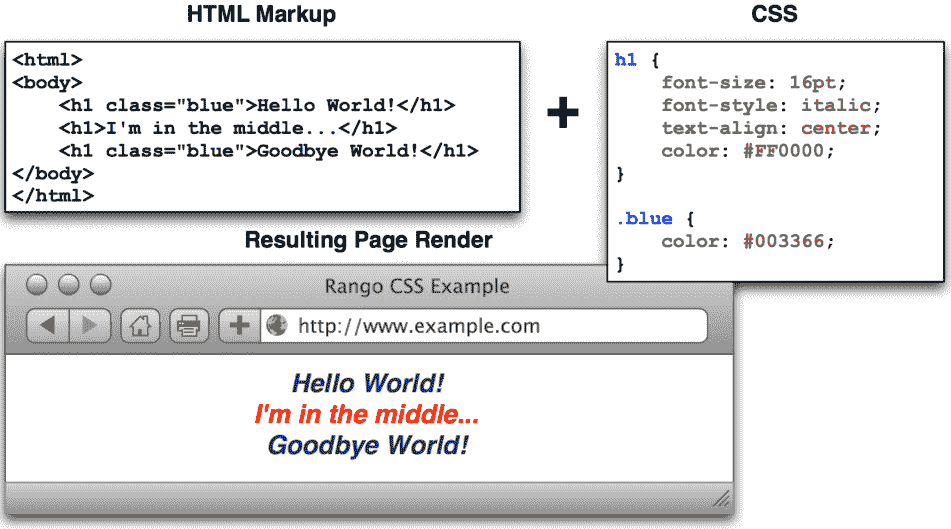 HTML Markup
<html>
<body>
    <h1 class="blue">Hello World!</h1>
    <h1>I'm in the middle...</h1>
    <h1 class="blue">Goodbye World!</h1>
</body>
</html>
+
CSS
h1 {
    font-size: 16pt;
    font-style: italic;
    text-align: center;
    color: #FF0000;
}

.blue {
    color: #003366;
}
Resulting Page Render
Rango CSS Example
http://www.example.com
Hello World!
I'm in the middle...
Goodbye World!